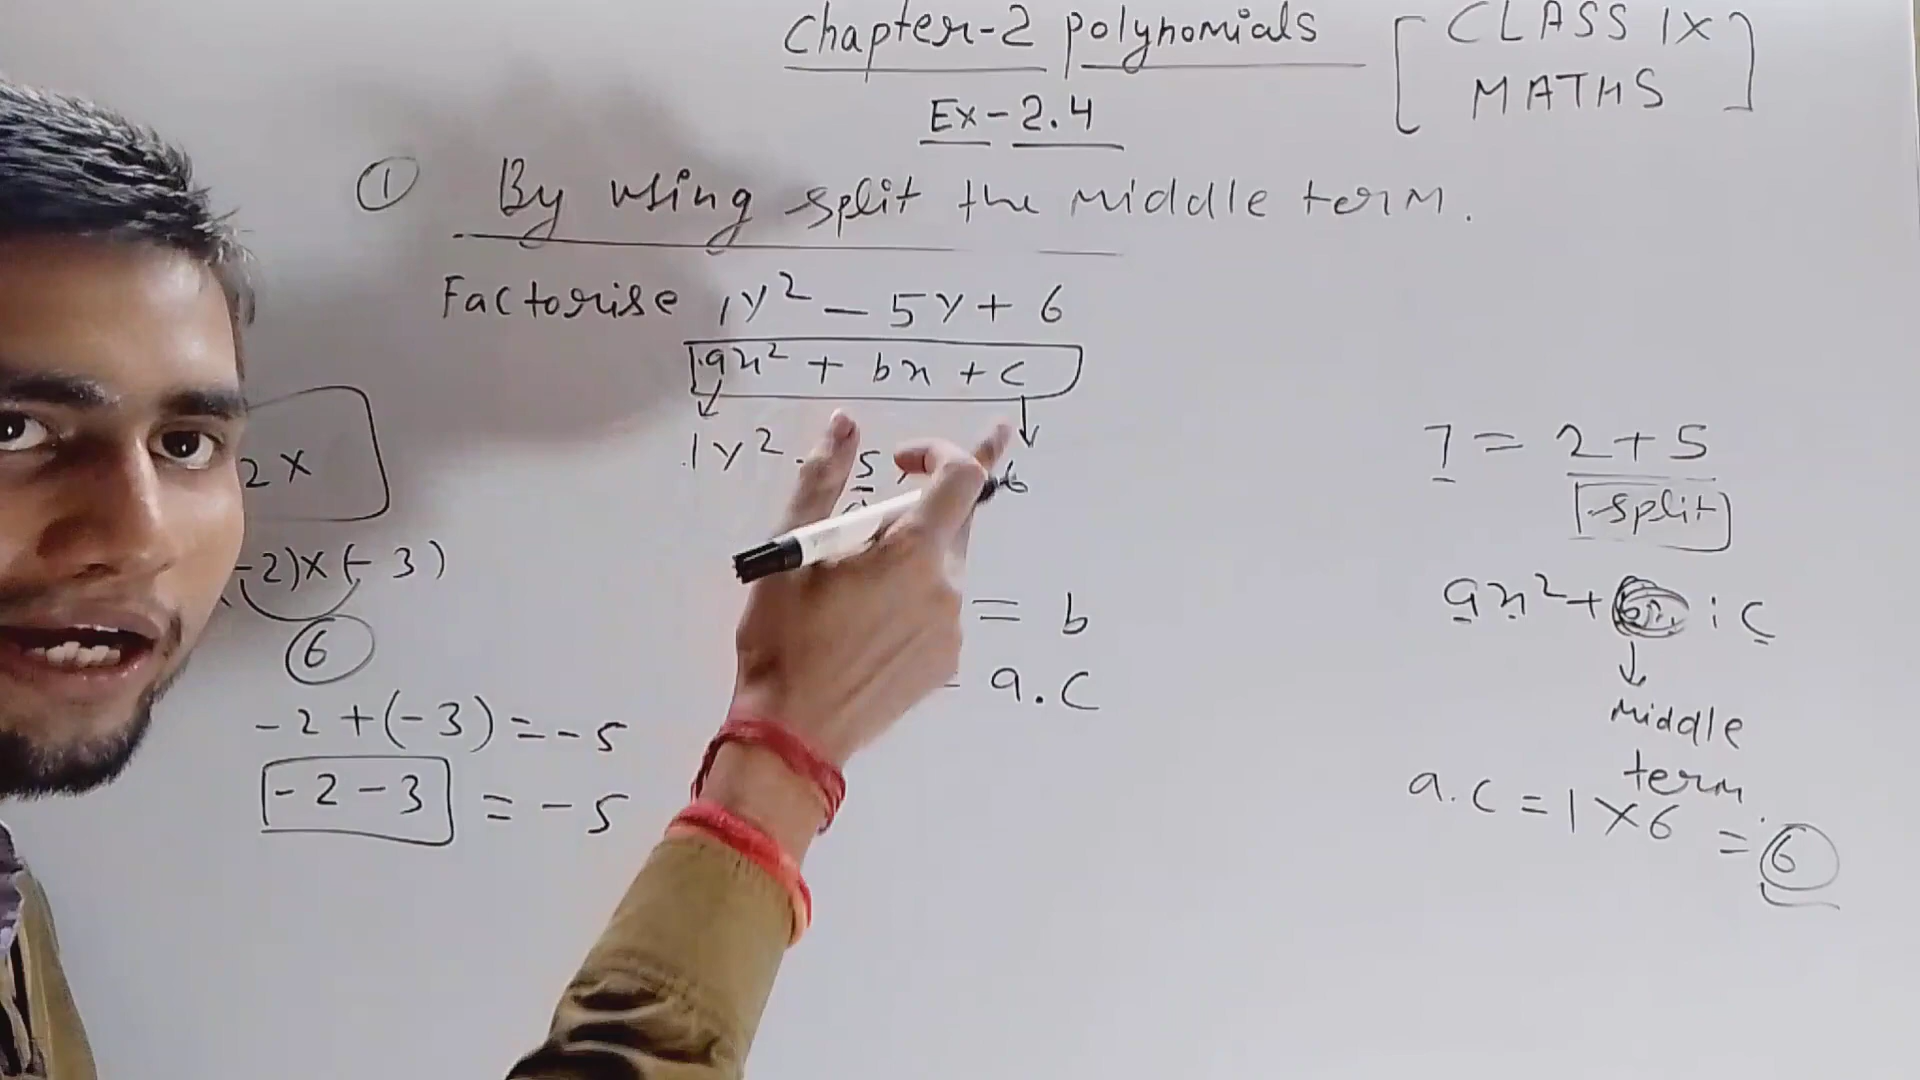 Chapter-2 polynomials
[ CLASS IX MATHS ]
Ex-2.4
① By using split the middle term.
Factorise 1y² - 5y + 6
ax² + bx + c
1y² - 5 6
= b
a.c
2x
-2)x(-3)
6
-2+(-3)=-5
-2-3 = -5
7 = 2+5
split
ax²+ c
middle
term
a.c = 1×6 = 6